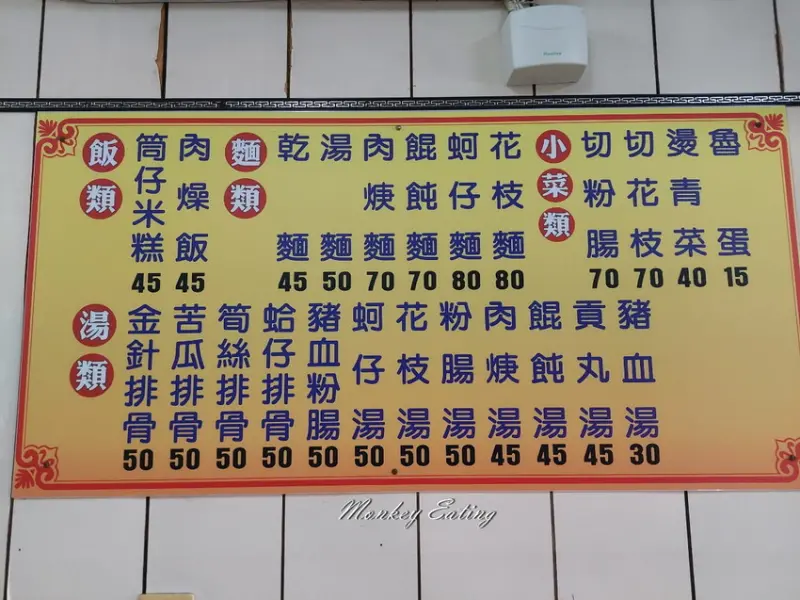 飯類
筒仔米糕 45
肉燥飯 45
麵類
乾麵 45
湯麵 50
肉焿麵 70
餛飩麵 70
蚵仔麵 80
花枝麵 80
小菜類
切粉腸 70
切花枝 70
燙青菜 40
魯蛋 15
湯類
金針排骨 50
苦瓜排骨 50
筍絲排骨 50
蛤仔排骨 50
豬血粉腸 50
蚵仔湯 50
花枝湯 50
粉腸湯 50
肉焿湯 45
餛飩湯 45
貢丸湯 45
豬血湯 30
Monkey Eating